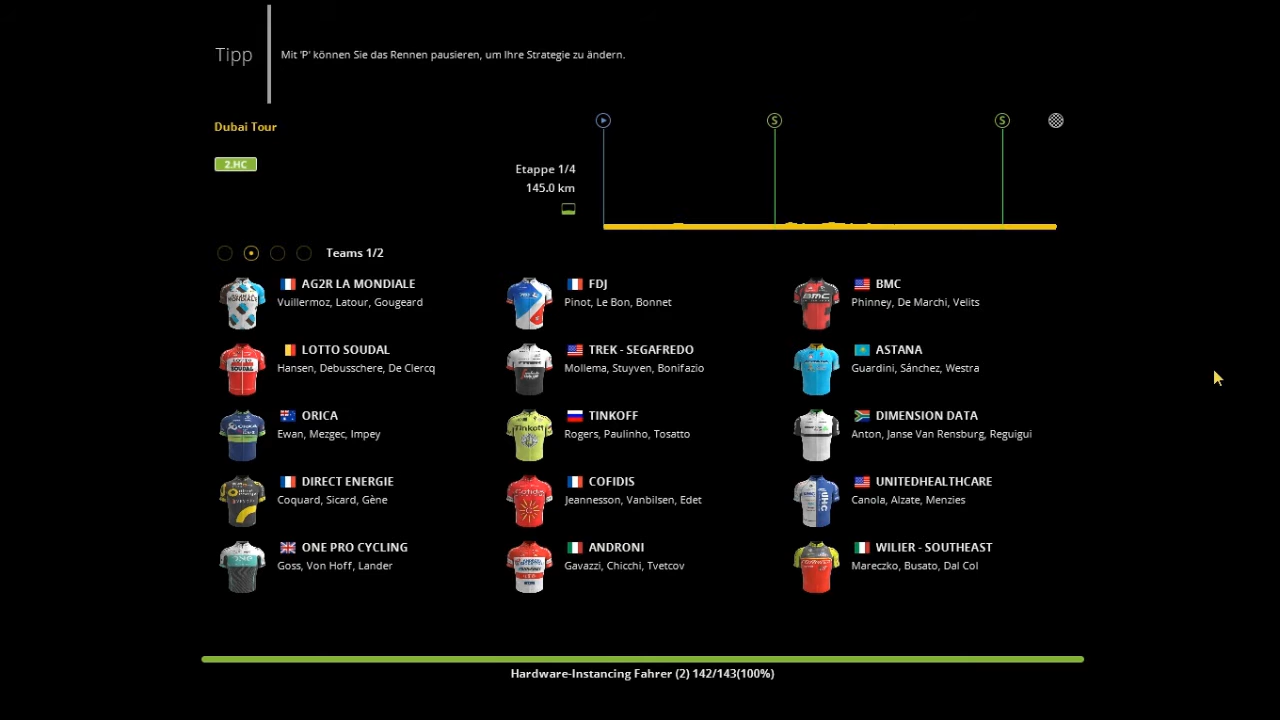 Tipp
Mit 'P' können Sie das Rennen pausieren, um Ihre Strategie zu ändern.
Dubai Tour
2.HC
S
S
Etappe 1/4
145.0 km
Teams 1/2
AG2R LA MONDIALE
Vuillermoz, Latour, Gougeard
FDJ
Pinot, Le Bon, Bonnet
BMC
Phinney, De Marchi, Velits
LOTTO SOUDAL
Hansen, Debusschere, De Clercq
TREK - SEGAFREDO
Mollema, Stuyven, Bonifazio
ASTANA
Guardini, Sánchez, Westra
ORICA
Ewan, Mezgec, Impey
TINKOFF
Rogers, Paulinho, Tosatto
DIMENSION DATA
Anton, Janse Van Rensburg, Reguigui
DIRECT ENERGIE
Coquard, Sicard, Gène
COFIDIS
Jeannesson, Vanbilsen, Edet
UNITEDHEALTHCARE
Canola, Alzate, Menzies
ONE PRO CYCLING
Goss, Von Hoff, Lander
ANDRONI
Gavazzi, Chicchi, Tvetcov
WILIER - SOUTHEAST
Mareczko, Busato, Dal Col
Hardware-Instancing Fahrer (2) 142/143(100%)